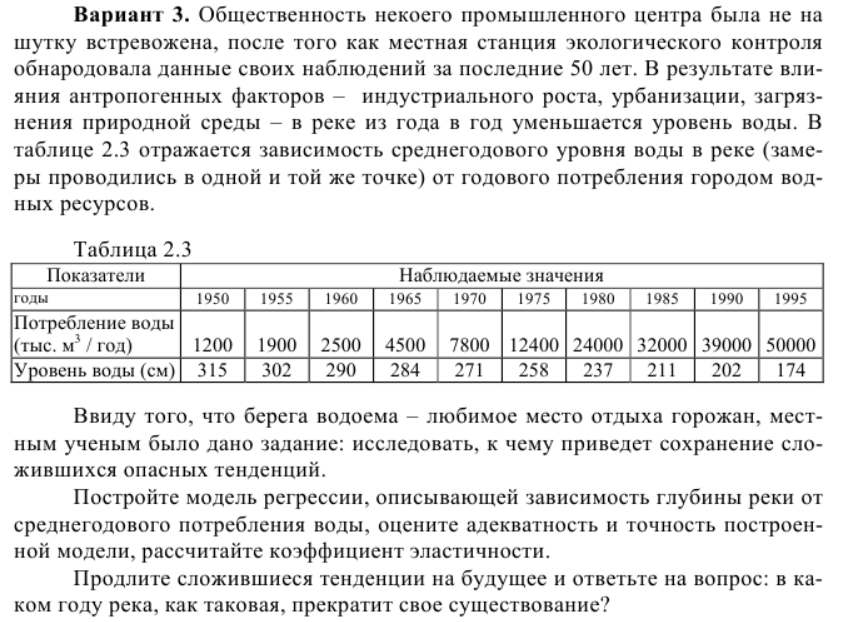 Вариант 3. Общественность некоего промышленного центра была не на
шутку встревожена, после того как местная станция экологического контроля
обнародовала данные своих наблюдений за последние 50 лет. В результате вли-
яния антропогенных факторов – индустриального роста, урбанизации, загряз-
нения природной среды – в реке из года в год уменьшается уровень воды. В
таблице 2.3 отражается зависимость среднегодового уровня воды в реке (заме-
ры проводились в одной и той же точке) от годового потребления городом вод-
ных ресурсов.
Таблица 2.3
Показатели Наблюдаемые значения
годы 1950 1955 1960 1965 1970 1975 1980 1985 1990 1995
Потребление воды
(тыс. м³ / год) 1200 1900 2500 4500 7800 12400 24000 32000 39000 50000
Уровень воды (см) 315 302 290 284 271 258 237 211 202 174
Ввиду того, что берега водоема – любимое место отдыха горожан, мест-
ным ученым было дано задание: исследовать, к чему приведет сохранение сло-
жившихся опасных тенденций.
Постройте модель регрессии, описывающей зависимость глубины реки от
среднегодового потребления воды, оцените адекватность и точность построен-
ной модели, рассчитайте коэффициент эластичности.
Продлите сложившиеся тенденции на будущее и ответьте на вопрос: в ка-
ком году река, как таковая, прекратит свое существование?